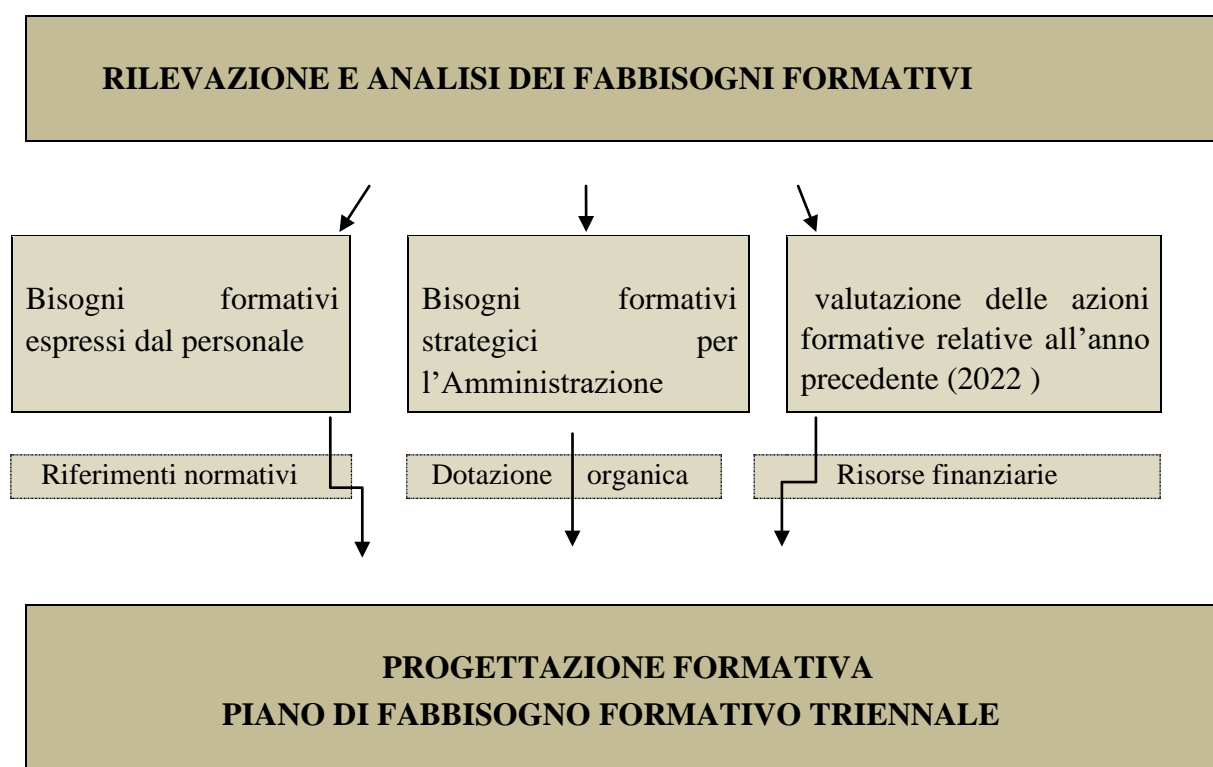 RILEVAZIONE E ANALISI DEI FABBISOGNI FORMATIVI
Bisogni formativi
espressi dal personale
Bisogni formativi
strategici per
l’Amministrazione
valutazione delle azioni
formative relative all’anno
precedente (2022 )
Riferimenti normativi
Dotazione organica
Risorse finanziarie
PROGETTAZIONE FORMATIVA
PIANO DI FABBISOGNO FORMATIVO TRIENNALE